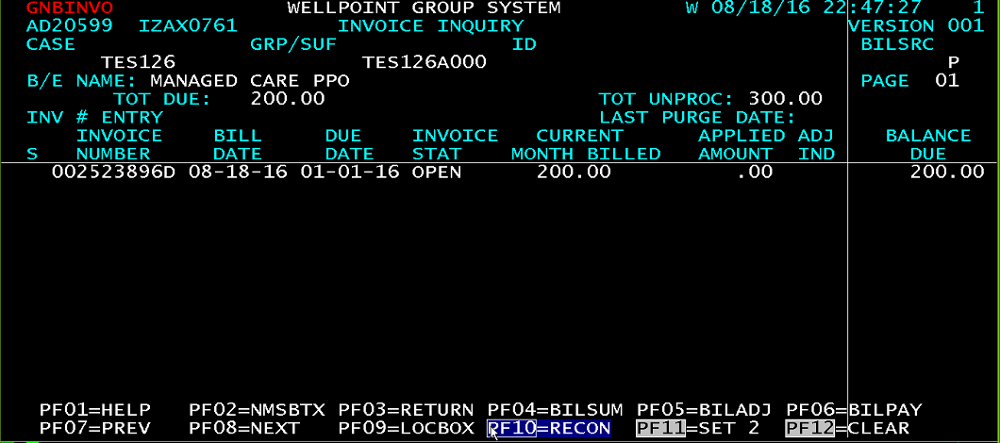 GNBINVO WELLPOINT GROUP SYSTEM W 08/18/16 22:47:27 1
AD20599 IZAX0761 INVOICE INQUIRY VERSION 001
CASE GRP/SUF ID BILSRC
TES126 TES126A000 P
B/E NAME: MANAGED CARE PPO PAGE 01
TOT DUE: 200.00 TOT UNPROC: 300.00
INV # ENTRY LAST PURGE DATE:
INVOICE BILL DUE INVOICE CURRENT APPLIED ADJ BALANCE
S NUMBER DATE DATE STAT MONTH BILLED AMOUNT IND DUE
002523896D 08-18-16 01-01-16 OPEN 200.00 .00 200.00
PF01=HELP PF02=NMSBTX PF03=RETURN PF04=BILSUM PF05=BILADJ PF06=BILPAY
PF07=PREV PF08=NEXT PF09=LOCBOX PF10=RECON PF11=SET 2 PF12=CLEAR